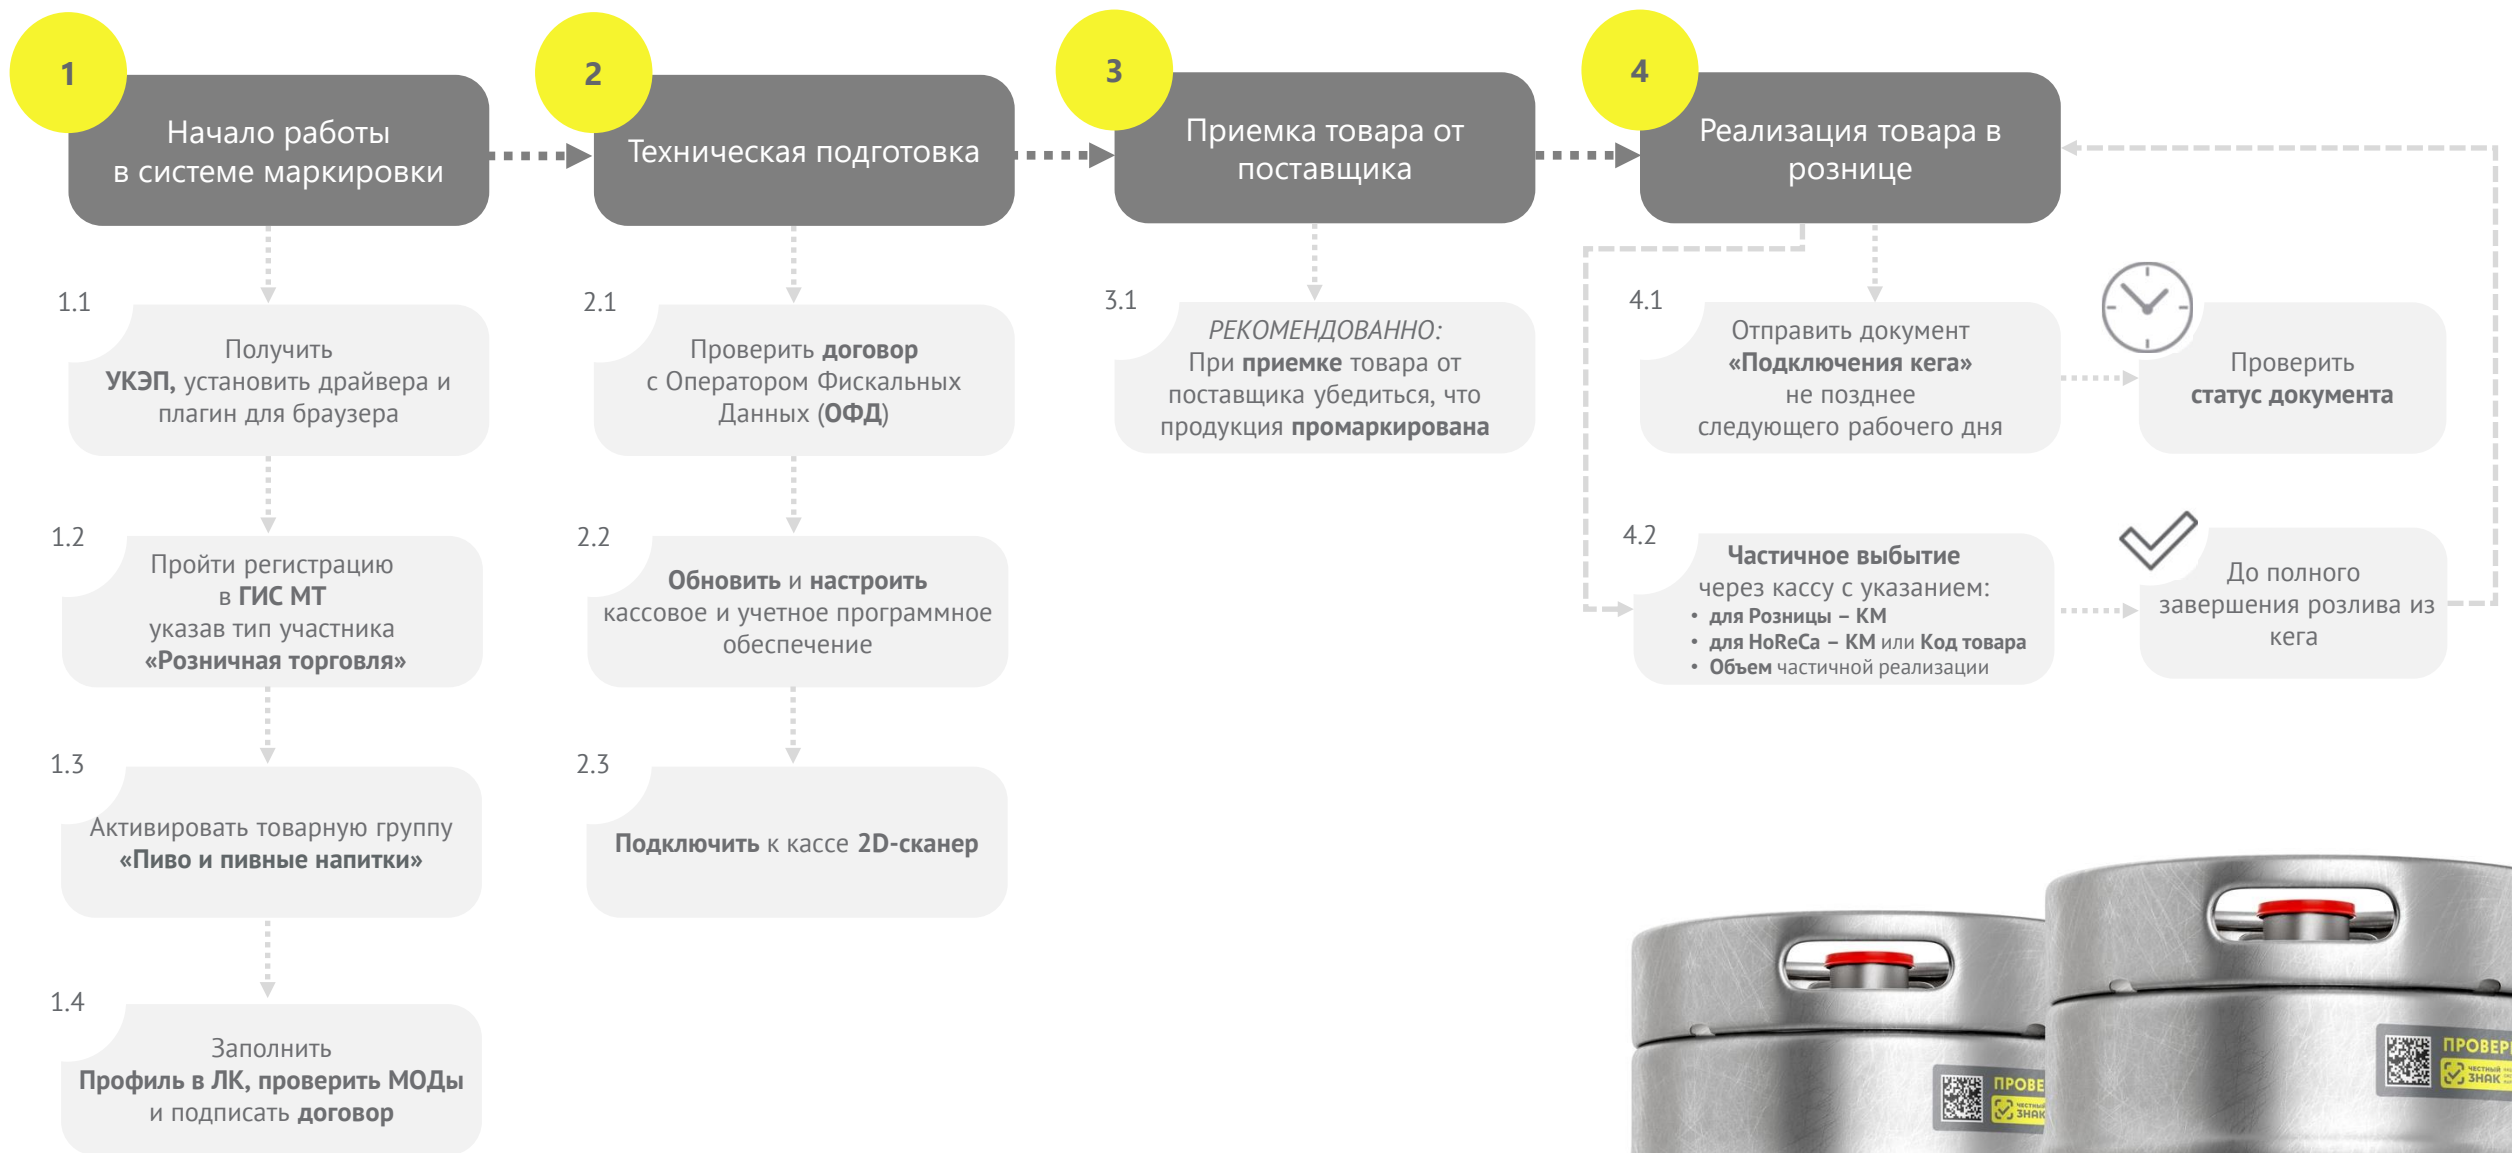 1
Начало работы
в системе маркировки
1.1
Получить
УКЭП, установить драйвера и
плагин для браузера
1.2
Пройти регистрацию
в ГИС МТ
указав тип участника
«Розничная торговля»
1.3
Активировать товарную группу
«Пиво и пивные напитки»
1.4
Заполнить
Профиль в ЛК, проверить МОДы
и подписать договор
2
Техническая подготовка
2.1
Проверить договор
с Оператором Фискальных
Данных (ОФД)
2.2
Обновить и настроить
кассовое и учетное программное
обеспечение
2.3
Подключить к кассе 2D-сканер
3
Приемка товара от
поставщика
3.1
РЕКОМЕНДОВАННО:
При приемке товара от
поставщика убедиться, что
продукция промаркирована
4
Реализация товара в
рознице
4.1
Отправить документ
«Подключения кега»
не позднее
следующего рабочего дня
Проверить
статус документа
4.2
Частичное выбытие
через кассу с указанием:
• для Розницы – КМ
• для HoReCa – КМ или Код товара
• Объем частичной реализации
До полного
завершения розлива из
кега
ПРОВЕ
ЧЕСТНЫЙ
ЗНАК
ПРОВЕР
ЧЕСТНЫЙ
ЗНАК